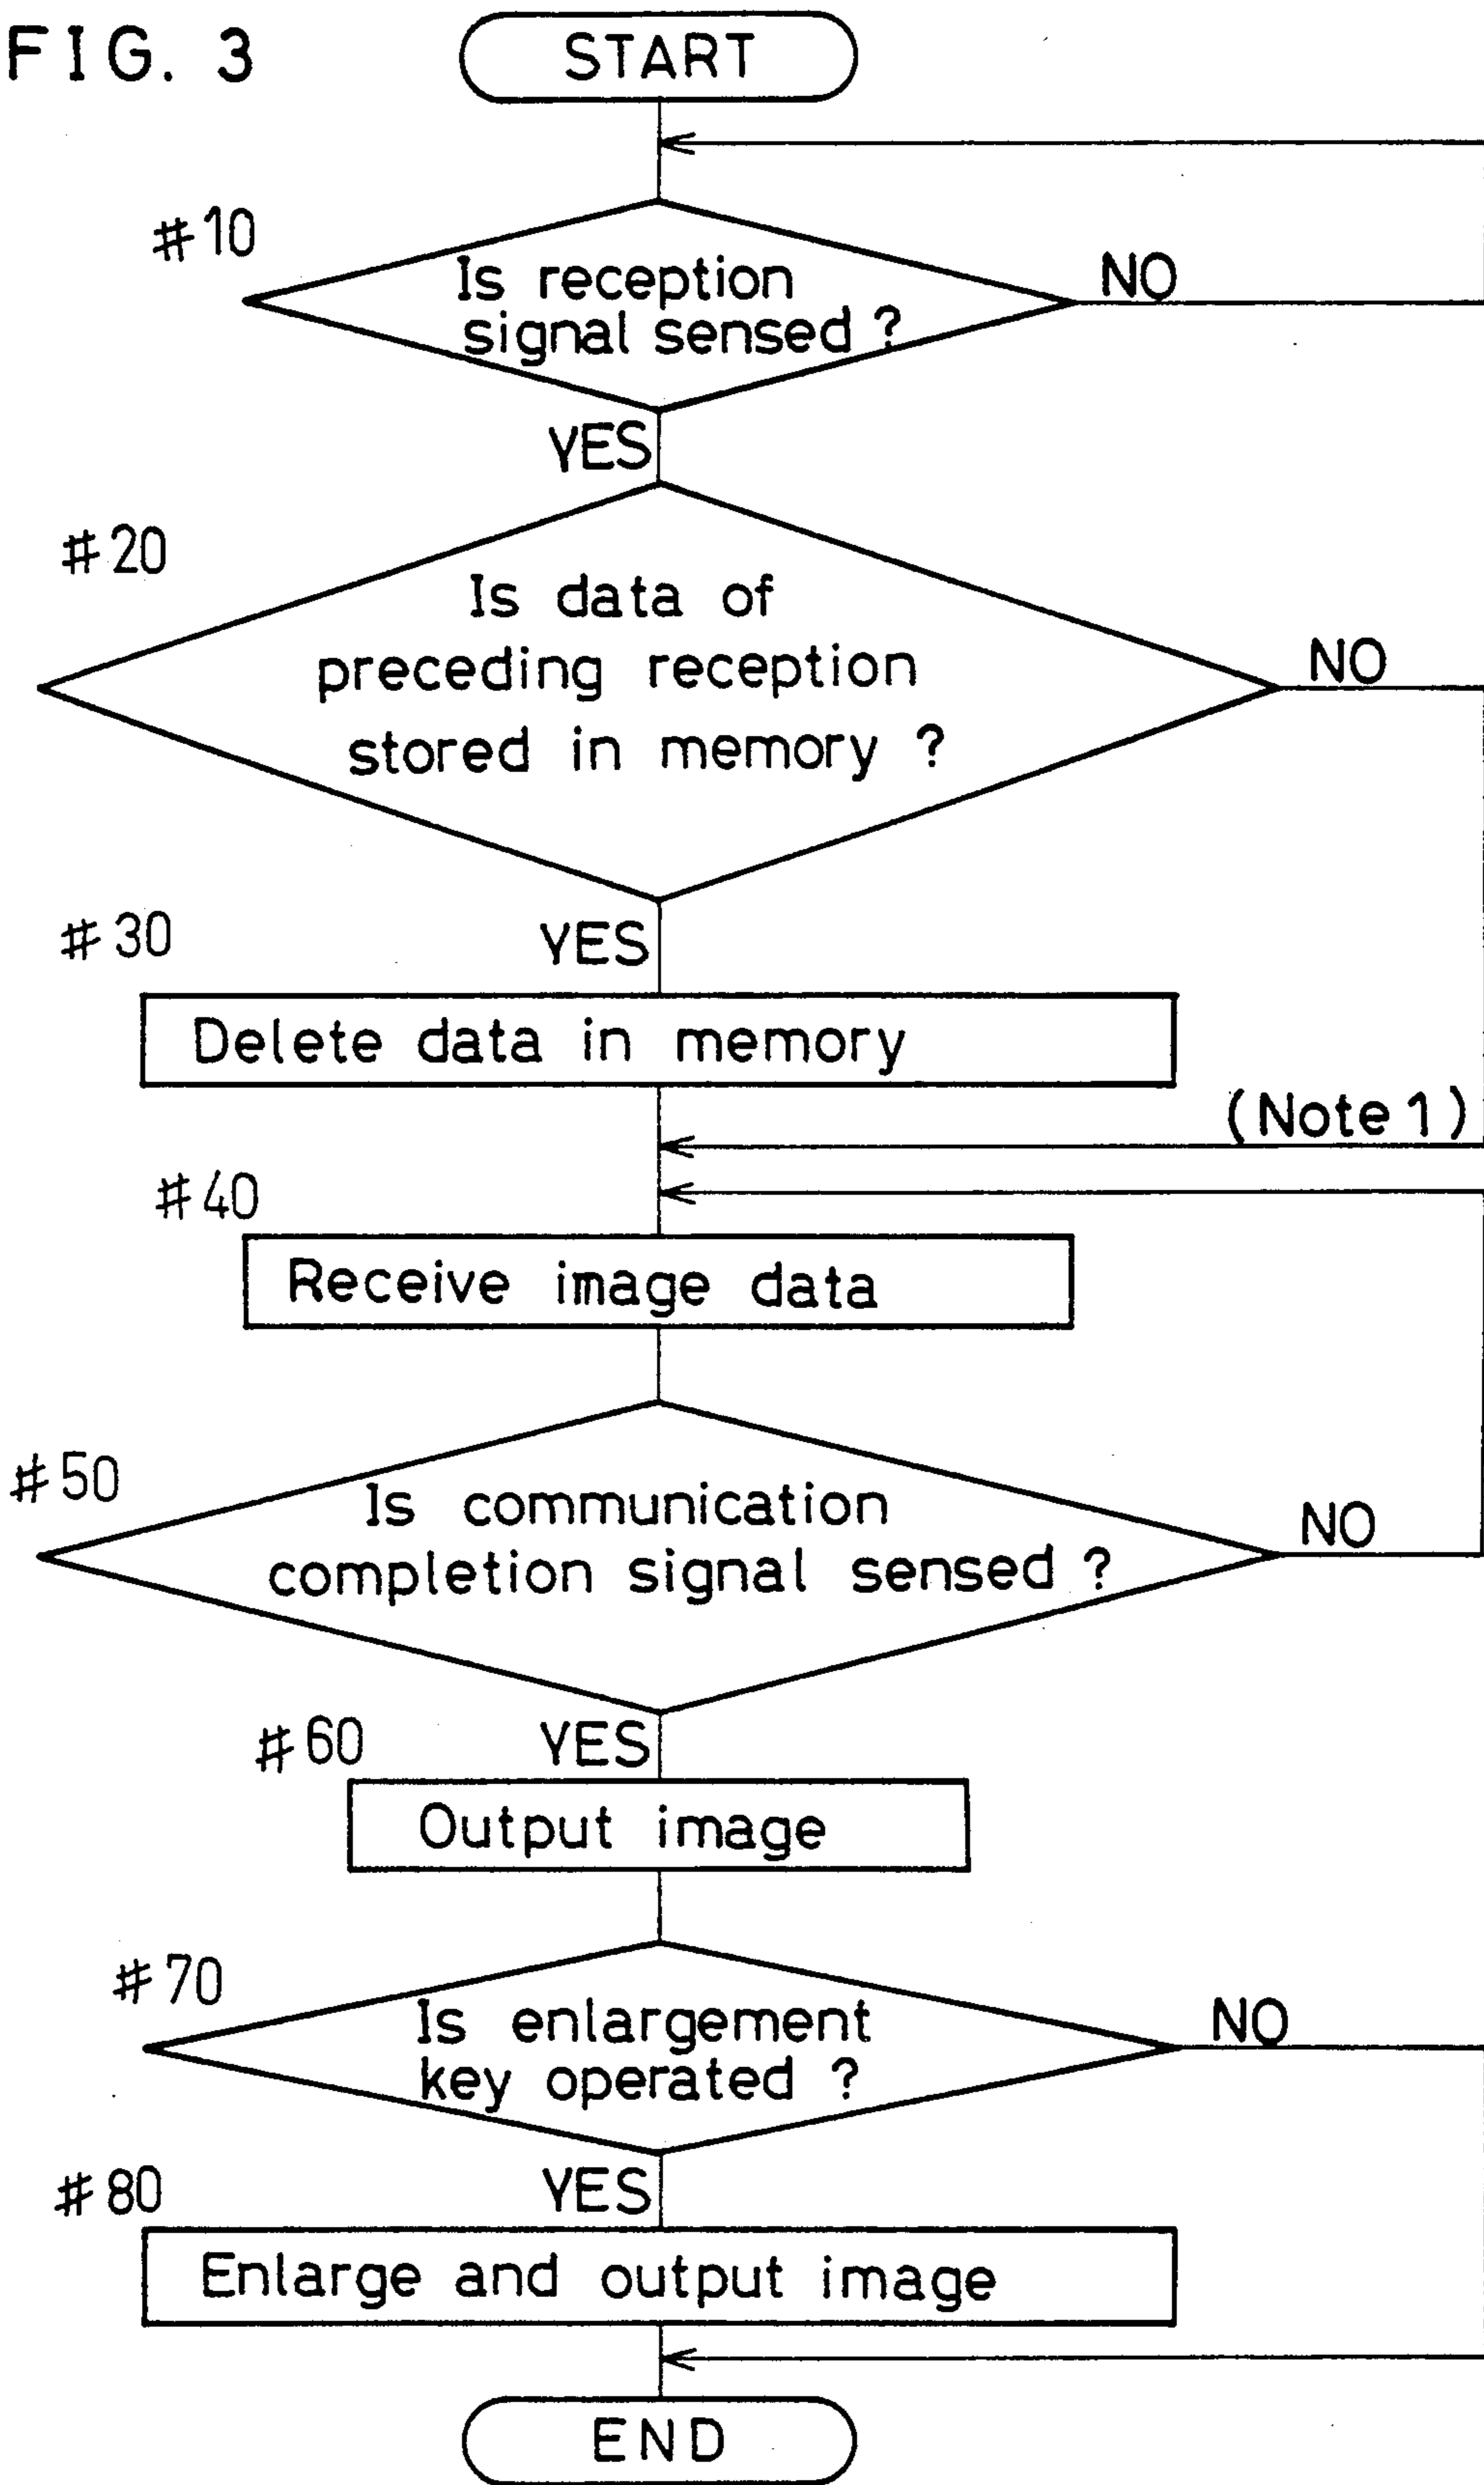 FIG. 3
START
#10
Is reception
signal sensed ?
NO
YES
#20
Is data of
preceding reception
stored in memory ?
NO
#30
YES
Delete data in memory
(Note 1)
#40
Receive image data
#50
Is communication
completion signal sensed ?
NO
#60
YES
Output image
#70
Is enlargement
key operated ?
NO
#80
YES
Enlarge and output image
END